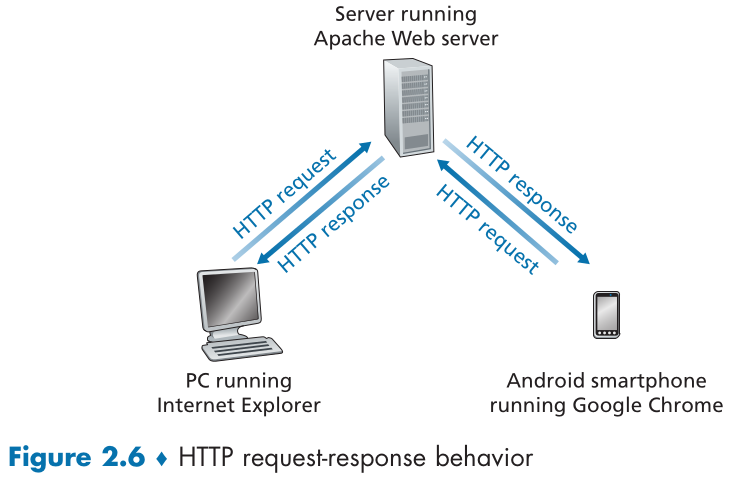 Server running
Apache Web server
HTTP request
HTTP response
HTTP response
HTTP request
PC running
Internet Explorer
Android smartphone
running Google Chrome
Figure 2.6 ♦ HTTP request-response behavior